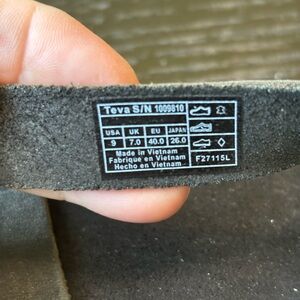 Teva S/N 1009810
USA UK EU JAPAN
9 7.0 40.0 26.0
Made in Vietnam
Fabrique en Vietnam
Hecho en Vietnam
F27115L